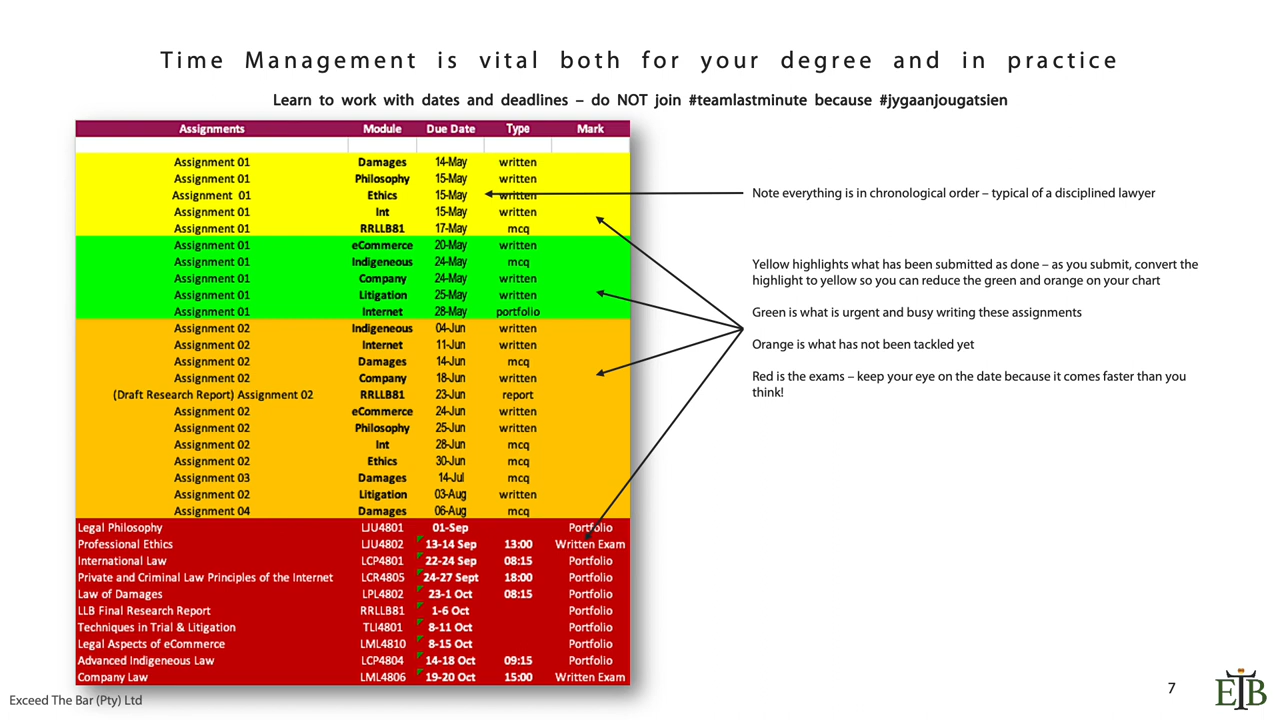 Time Management is vital both for your degree and in practice
Learn to work with dates and deadlines – do NOT join #teamlastminute because #jygaanjougatsien
Assignments Module Due Date Type Mark
Assignment 01 Damages 14-May written
Assignment 01 Philosophy 15-May written
Assignment 01 Ethics 15-May written
Assignment 01 Int 15-May written
Assignment 01 RRLLB81 17-May mcq
Assignment 01 eCommerce 20-May written
Assignment 01 Indigeneous 24-May mcq
Assignment 01 Company 24-May written
Assignment 01 Litigation 25-May written
Assignment 01 Internet 28-May portfolio
Assignment 02 Indigeneous 04-Jun written
Assignment 02 Internet 11-Jun written
Assignment 02 Damages 14-Jun mcq
Assignment 02 Company 18-Jun written
(Draft Research Report) Assignment 02 RRLLB81 23-Jun report
Assignment 02 eCommerce 24-Jun written
Assignment 02 Philosophy 25-Jun written
Assignment 02 Int 28-Jun mcq
Assignment 02 Ethics 30-Jun mcq
Assignment 03 Damages 14-Jul mcq
Assignment 02 Litigation 03-Aug written
Assignment 04 Damages 06-Aug mcq
Legal Philosophy LJU4801 01-Sep Portfolio
Professional Ethics LJU4802 13-14 Sep 13:00 Written Exam
International Law LCP4801 22-24 Sep 08:15 Portfolio
Private and Criminal Law Principles of the Internet LCR4805 24-27 Sept 18:00 Portfolio
Law of Damages LPL4802 23-1 Oct 08:15 Portfolio
LLB Final Research Report RRLLB81 1-6 Oct Portfolio
Techniques in Trial & Litigation TLI4801 8-11 Oct Portfolio
Legal Aspects of eCommerce LML4810 8-15 Oct Portfolio
Advanced Indigeneous Law LCP4804 14-18 Oct 09:15 Portfolio
Company Law LML4806 19-20 Oct 15:00 Written Exam
Note everything is in chronological order – typical of a disciplined lawyer
Yellow highlights what has been submitted as done – as you submit, convert the
highlight to yellow so you can reduce the green and orange on your chart
Green is what is urgent and busy writing these assignments
Orange is what has not been tackled yet
Red is the exams – keep your eye on the date because it comes faster than you
think!
Exceed The Bar (Pty) Ltd
7
ETB